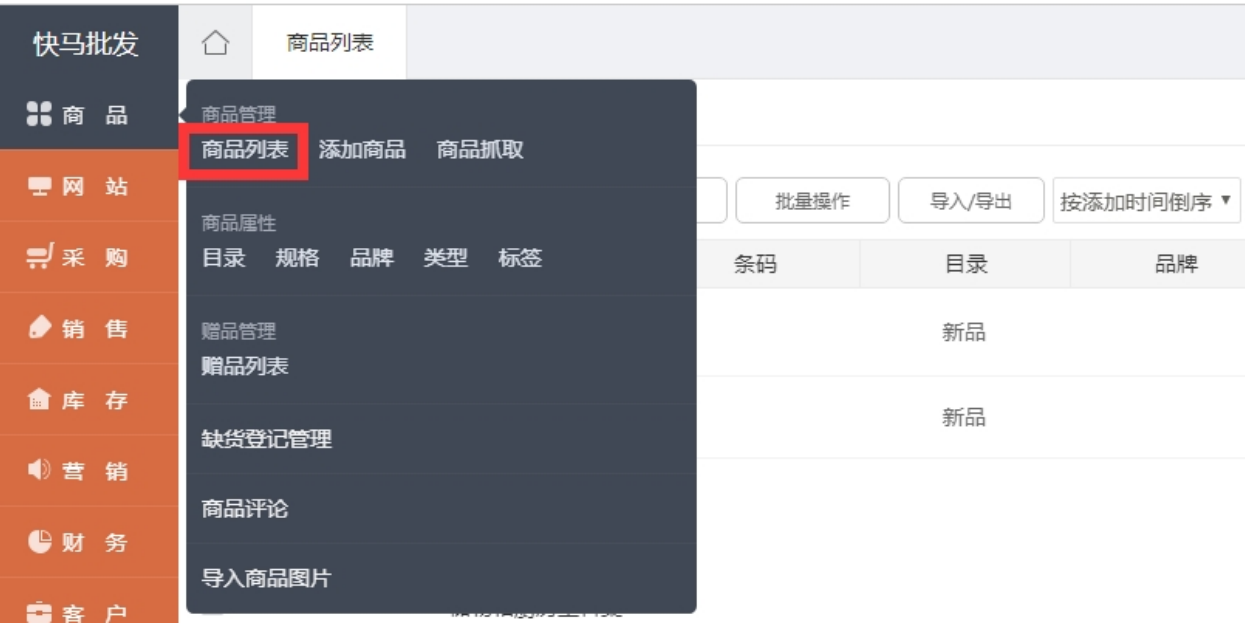 快马批发
商品列表
商品
商品管理
商品列表 添加商品 商品抓取
网站
批量操作 导入/导出 按添加时间倒序
商品属性
采购
目录 规格 品牌 类型 标签
条码 目录 品牌
销售
赠品管理
新品
赠品列表
库存
新品
缺货登记管理
营销
商品评论
财务
导入商品图片
客户